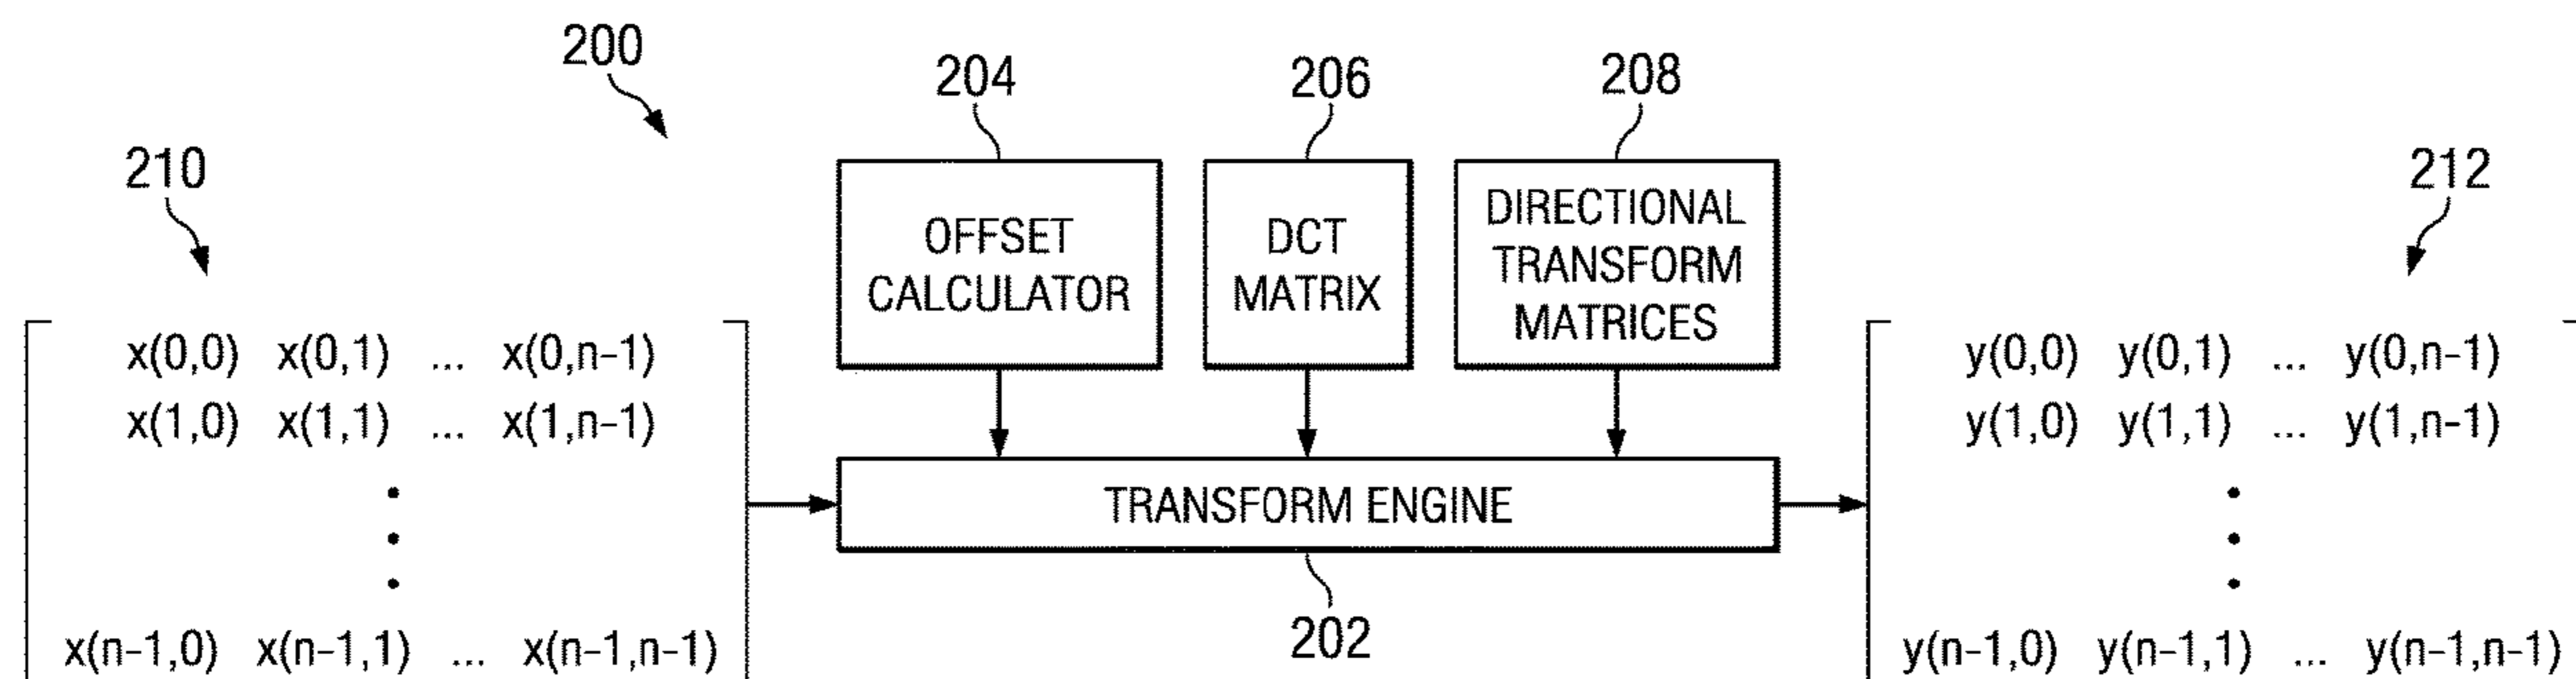 200
204
206
208
210
212
OFFSET
CALCULATOR
DCT
MATRIX
DIRECTIONAL
TRANSFORM
MATRICES
x(0,0) x(0,1) ... x(0,n-1)
x(1,0) x(1,1) ... x(1,n-1)
x(n-1,0) x(n-1,1) ... x(n-1,n-1)
TRANSFORM ENGINE
202
y(0,0) y(0,1) ... y(0,n-1)
y(1,0) y(1,1) ... y(1,n-1)
y(n-1,0) y(n-1,1) ... y(n-1,n-1)